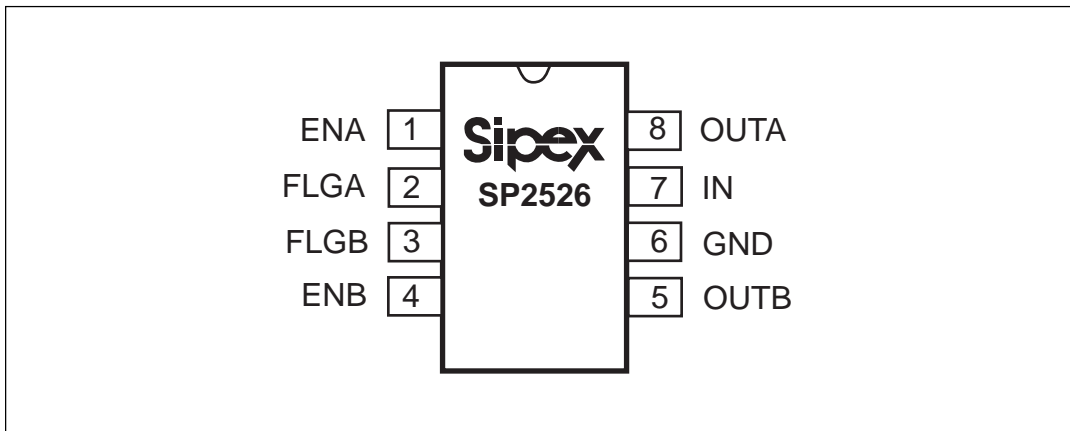 Sipex
SP2526
ENA 1
FLGA 2
FLGB 3
ENB 4
8 OUTA
7 IN
6 GND
5 OUTB